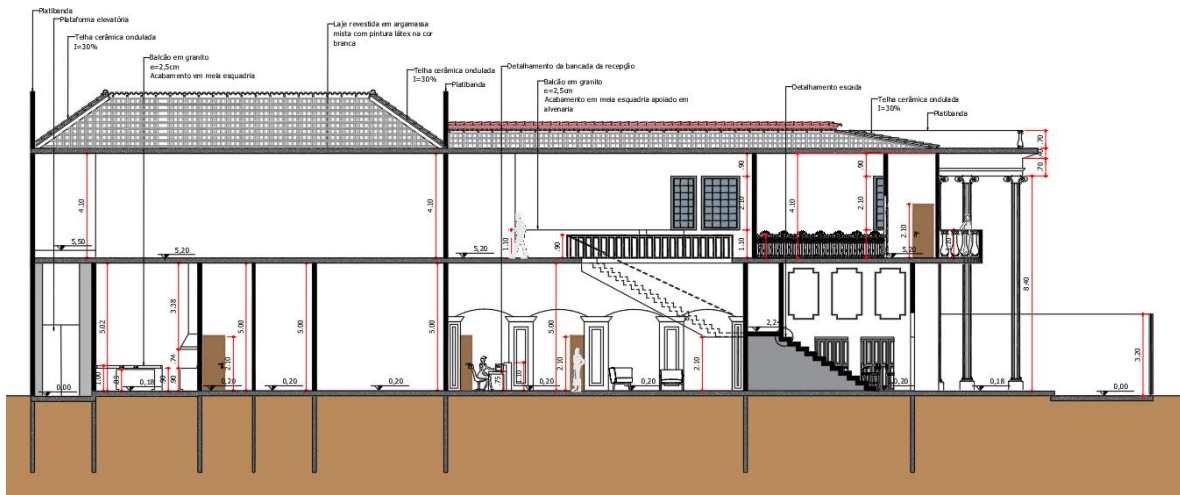 Platibanda
Plataforma elevatória
Telha cerâmica ondulada
I=30%
Balcão em granito
e=2,5cm
Acabamento em meia esquadria
Laje revestida em argamassa
mista com pintura látex na cor
branca
Telha cerâmica ondulada
I=30%
Platibanda
Detalhamento da bancada da recepção
Balcão em granito
e=2,5cm
Acabamento em meia esquadria apoiado em
alvenaria
Detalhamento escada
Telha cerâmica ondulada
I=30%
Platibanda
.70
.70
4.10
4.10
.90
2.10
1.10
4.10
.90
2.10
1.10
.90
2.10
5,50
5,20
5,20
5,20
8.40
5.02
3.38
.74
.90
1.00
.85
.90
2.10
5.00
5.00
5.00
5.00
2.10
.75
1.10
2.10
2,2
3.20
0,00
0,18
0,20
0,20
0,20
0,20
0,20
0,20
0,18
0,00